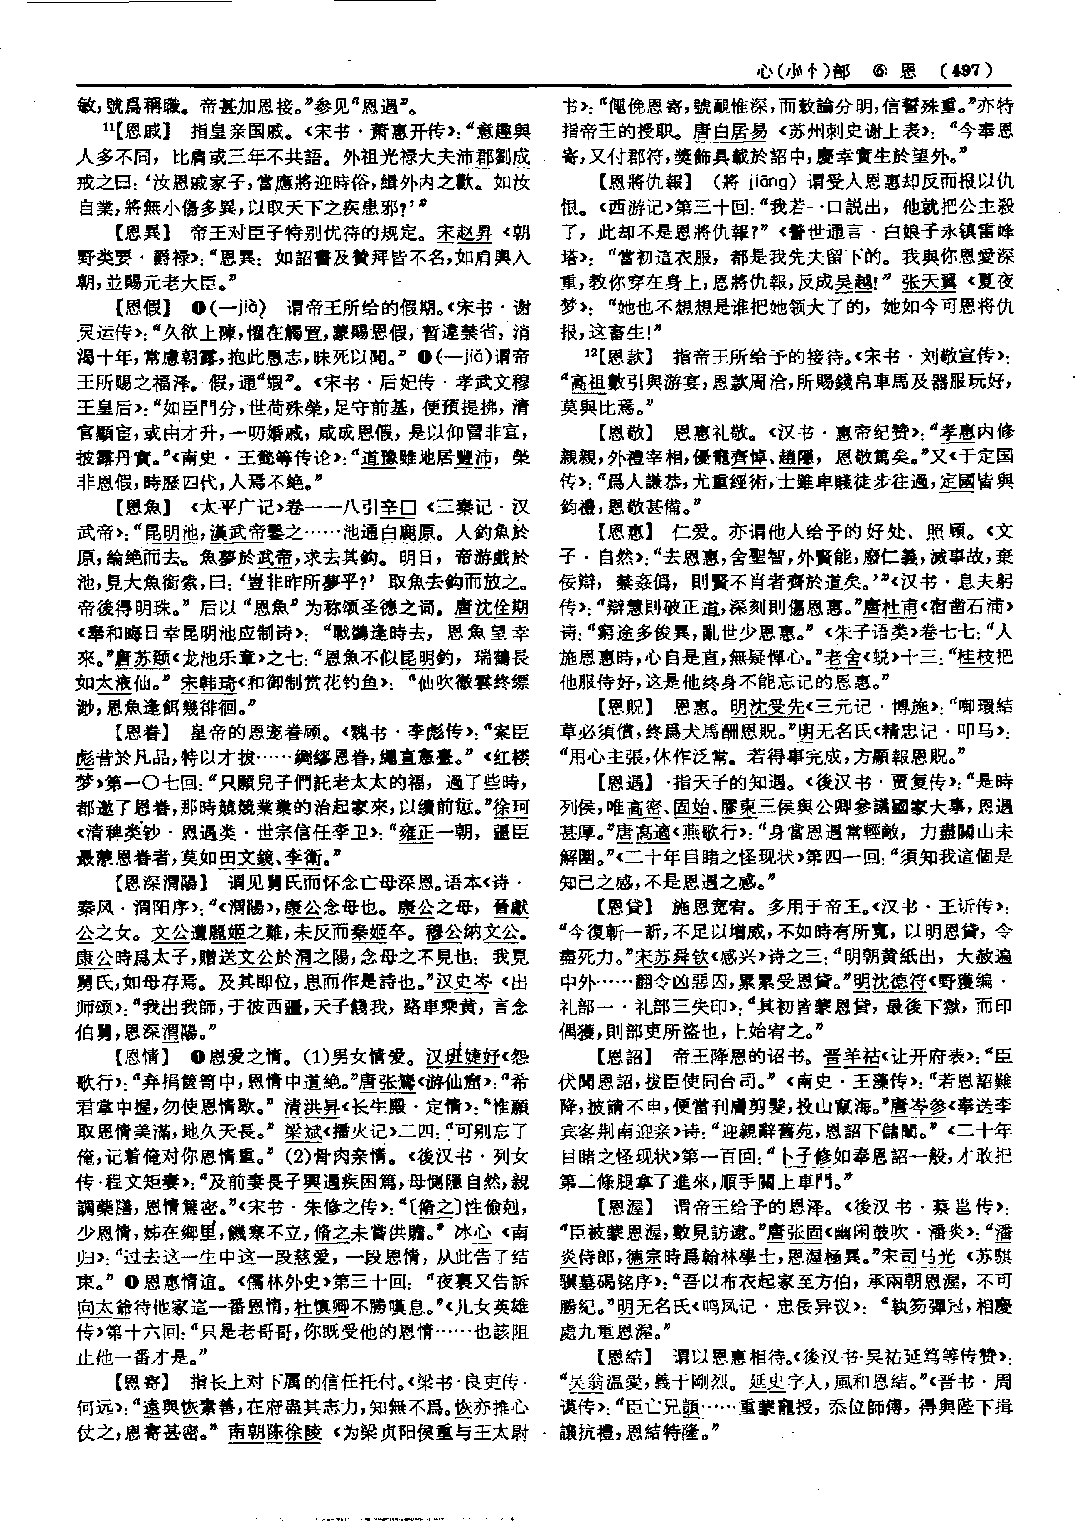 心(小忄)部 ⑥ 恩 (497)
敏,號爲稱職。帝甚加恩接。”参见“恩遇”。
11【恩戚】 指皇亲国戚。《宋书·萧惠开传》:“意趣與
人多不同,比肩或三年不共語。外祖光禄大夫沛郡劉成
戒之曰:‘汝恩戚家子,當應將迎時俗,緝外内之歡。如汝
自業,將無小傷多異,以取天下之疾患邪?’”
【恩異】 帝王对臣子特别优待的规定。宋赵昇《朝
野类要·爵禄》:“恩異:如詔書及贊拜皆不名,如肩輿入
朝,並賜元老大臣。”
【恩假】 ❶(—jià) 谓帝王所给的假期。《宋书·谢
灵运传》:“久欲上陳,懼在觸罝,蒙賜恩假,暫違禁省,消
渴十年,常慮朝露,抱此愚志,昧死以聞。”❷(—jiǎ)谓帝
王所赐之福泽。假,通“嘏”。《宋书·后妃传·孝武文穆
王皇后》:“如臣門分,世荷殊榮,足守前基,便預提拂,清
官顯宦,或由才升,一叨婚戚,咸成恩假,是以仰冒非宜,
披露丹實。”《南史·王懿等传论》:“道豫雖地居豐沛,榮
非恩假,時歷四代,人焉不絶。”
【恩魚】 《太平广记》卷一一八引辛□《三秦记·汉
武帝》:“昆明池,漢武帝鑿之……池通白鹿原。人釣魚於
原,綸絶而去。魚夢於武帝,求去其鈎。明日,帝游戲於
池,見大魚銜索,曰:‘豈非昨所夢乎?’取魚去鈎而放之。
帝後得明珠。”后以“恩魚”为称颂圣德之词。唐沈佺期
《奉和晦日幸昆明池应制诗》:“戰鷁逢時去,恩魚望幸
來。”唐苏颋《龙池乐章》之七:“恩魚不似昆明釣,瑞鶴長
如太液仙。”宋韩琦《和御制赏花钓鱼》:“仙吹徹雲終縹
渺,恩魚逢餌幾徘徊。”
【恩眷】 皇帝的恩宠眷顾。《魏书·李彪传》:“案臣
彪昔於凡品,特以才拔……綢繆恩眷,繩直憲臺。”《红楼
梦》第一〇七回:“只願兒子們託老太太的福,過了些時,
都邀了恩眷,那時兢兢業業的治起家來,以續前愆。”徐珂
《清稗类钞·恩遇类·世宗信任李卫》:“雍正一朝,疆臣
最蒙恩眷者,莫如田文鏡、李衛。”
【恩深渭陽】 谓见舅氏而怀念亡母深恩。语本《诗·
秦风·渭阳序》:“《渭陽》,康公念母也。康公之母,晉獻
公之女。文公遭麗姬之難,未反而秦姬卒。穆公納文公。
康公時爲太子,贈送文公於渭之陽,念母之不見也:我見
舅氏,如母存焉。及其即位,思而作是詩也。”汉史岑《出
师颂》:“我出我師,于彼西疆,天子餞我,路車乘黄,言念
伯舅,恩深渭陽。”
【恩情】 ❶恩爱之情。(1)男女情爱。汉班婕妤《怨
歌行》:“弃捐篋笥中,恩情中道絶。”唐张鷟《游仙窟》:“希
君掌中握,勿使恩情歇。”清洪昇《长生殿·定情》:“惟願
取恩情美滿,地久天長。”梁斌《播火记》二四:“可别忘了
俺,记着俺对你恩情重。”(2)骨肉亲情。《後汉书·列女
传·程文矩妻》:“及前妻長子興遇疾困篤,母惻隱自然,親
調藥膳,恩情篤密。”《宋书·朱修之传》:“〔脩之〕性儉剋,
少恩情,姊在鄉里,饑寒不立,脩之未嘗供贍。”冰心《南
归》:“过去这一生中这一段慈爱,一段恩情,从此告了结
束。”❷恩惠情谊。《儒林外史》第三十回:“夜裏又告訴
向太爺待他家這一番恩情,杜慎卿不勝嘆息。”《儿女英雄
传》第十六回:“只是老哥哥,你既受他的恩情……也該阻
止他一番才是。”
【恩寄】 指长上对下属的信任托付。《梁书·良吏传·
何远》:“遠與恢素善,在府盡其志力,知無不爲。恢亦推心
仗之,恩寄甚密。”南朝陈徐陵《为梁贞阳侯重与王太尉
书》:“僶俛恩寄,號覩惟深,而敷論分明,信誓殊重。”亦特
指帝王的授职。唐白居易《苏州刺史谢上表》:“今奉恩
寄,又付郡符,奬飾具載於詔中,慶幸實生於望外。”
【恩將仇報】 (將 jiāng) 谓受人恩惠却反而报以仇
恨。《西游记》第三十回:“我若一口説出,他就把公主殺
了,此却不是恩將仇報?”《警世通言·白娘子永镇雷峰
塔》:“當初這衣服,都是我先夫留下的。我與你恩愛深
重,教你穿在身上,恩將仇報,反成吴越!”张天翼《夏夜
梦》:“她也不想想是谁把她领大了的,她如今可恩将仇
报,这畜生!”
12【恩款】 指帝王所给予的接待。《宋书·刘敬宣传》:
“高祖數引與游宴,恩款周洽,所賜錢帛車馬及器服玩好,
莫與比焉。”
【恩敬】 恩惠礼敬。《汉书·惠帝纪赞》:“孝惠内修
親親,外禮宰相,優寵齊悼、趙隱,恩敬篤矣。”又《于定国
传》:“爲人謙恭,尤重經術,士雖卑賤徒步往過,定國皆與
鈞禮,恩敬甚備。”
【恩惠】 仁爱。亦谓他人给予的好处、照顾。《文
子·自然》:“去恩惠,舍聖智,外賢能,廢仁義,滅事故,棄
佞辯,禁姦僞,則賢不肖者齊於道矣。’”《汉书·息夫躬
传》:“辯慧則破正道,深刻則傷恩惠。”唐杜甫《宿凿石浦》
诗:“窮途多俊異,亂世少恩惠。”《朱子语类》卷七七:“人
施恩惠時,心自是直,無疑憚心。”老舍《蜕》十三:“桂枝把
他服侍好,这是他终身不能忘记的恩惠。”
【恩貺】 恩惠。明沈受先《三元记·博施》:“啣環結
草必須償,終爲犬馬酬恩貺。”明无名氏《精忠记·叩马》:
“用心主張,休作泛常。若得事完成,方願報恩貺。”
【恩遇】 指天子的知遇。《後汉书·贾复传》:“是時
列侯,唯高密、固始、膠東三侯與公卿參議國家大事,恩遇
甚厚。”唐高適《燕歌行》:“身當恩遇常輕敵,力盡關山未
解圍。”《二十年目睹之怪现状》第四一回:“須知我這個是
知己之感,不是恩遇之感。”
【恩貸】 施恩宽宥。多用于帝王。《汉书·王䜣传》:
“今復斬一訢,不足以增威,不如時有所寬,以明恩貸,令
盡死力。”宋苏舜钦《感兴》诗之三:“明朝黄紙出,大赦遍
中外……翻令凶惡囚,累累受恩貸。”明沈德符《野獲编·
礼部一·礼部三失印》:“其初皆蒙恩貸,最後下獄,而印
偶獲,則部吏所盗也,上始宥之。”
【恩詔】 帝王降恩的诏书。晋羊祜《让开府表》:“臣
伏聞恩詔,拔臣使同台司。”《南史·王藻传》:“若恩詔難
降,披請不申,便當刊膚剪髮,投山竄海。”唐岑参《奉送李
宾客荆南迎亲》诗:“迎親辭舊苑,恩詔下儲闈。”《二十年
目睹之怪现状》第一百回:“卜子修如奉恩詔一般,才敢把
第二條腿拿了進來,順手關上車門。”
【恩渥】 谓帝王给予的恩泽。《後汉书·蔡邕传》:
“臣被蒙恩渥,數見訪逮。”唐张固《幽闲鼓吹·潘炎》:“潘
炎侍郎,德宗時爲翰林學士,恩渥極異。”宋司马光《苏骐
骥墓碣铭序》:“吾以布衣起家至方伯,承兩朝恩渥,不可
勝紀。”明无名氏《鸣凤记·忠佞异议》:“執笏彈冠,相慶
處九重恩渥。”
【恩結】 谓以恩惠相待。《後汉书·吴祐延笃等传赞》:
“吴翁温愛,義干剛烈。延史字人,風和恩結。”《晋书·周
谟传》:“臣亡兄顗……重蒙寵授,忝位師傅,得與陛下揖
讓抗禮,恩結特隆。”